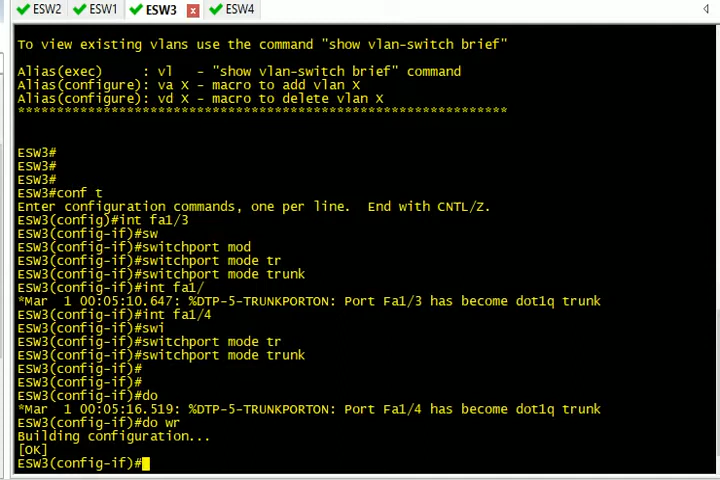 ESW2 ESW1 ESW3 ESW4
To view existing vlans use the command "show vlan-switch brief"
Alias(exec)     : vl   - "show vlan-switch brief" command
Alias(configure): va X - macro to add vlan X
Alias(configure): vd X - macro to delete vlan X
***************************************************************
ESW3#
ESW3#
ESW3#
ESW3#conf t
Enter configuration commands, one per line.  End with CNTL/Z.
ESW3(config)#int fa1/3
ESW3(config-if)#sw
ESW3(config-if)#switchport mod
ESW3(config-if)#switchport mode tr
ESW3(config-if)#switchport mode trunk
ESW3(config-if)#int fa1/
*Mar  1 00:05:10.647: %DTP-5-TRUNKPORTON: Port Fa1/3 has become dot1q trunk
ESW3(config-if)#int fa1/4
ESW3(config-if)#swi
ESW3(config-if)#switchport mode tr
ESW3(config-if)#switchport mode trunk
ESW3(config-if)#
ESW3(config-if)#
ESW3(config-if)#do
*Mar  1 00:05:16.519: %DTP-5-TRUNKPORTON: Port Fa1/4 has become dot1q trunk
ESW3(config-if)#do wr
Building configuration...
[OK]
ESW3(config-if)#